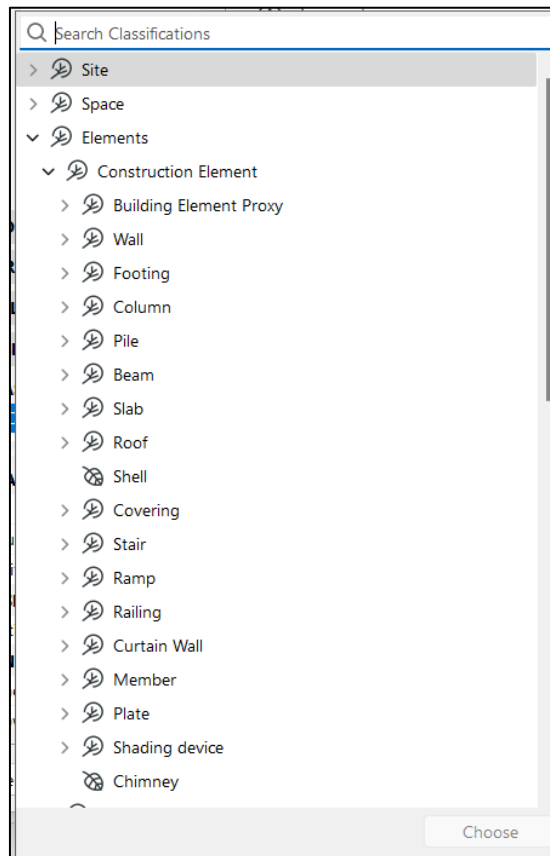 Search Classifications
Site
Space
Elements
Construction Element
Building Element Proxy
Wall
Footing
Column
Pile
Beam
Slab
Roof
Shell
Covering
Stair
Ramp
Railing
Curtain Wall
Member
Plate
Shading device
Chimney
Choose